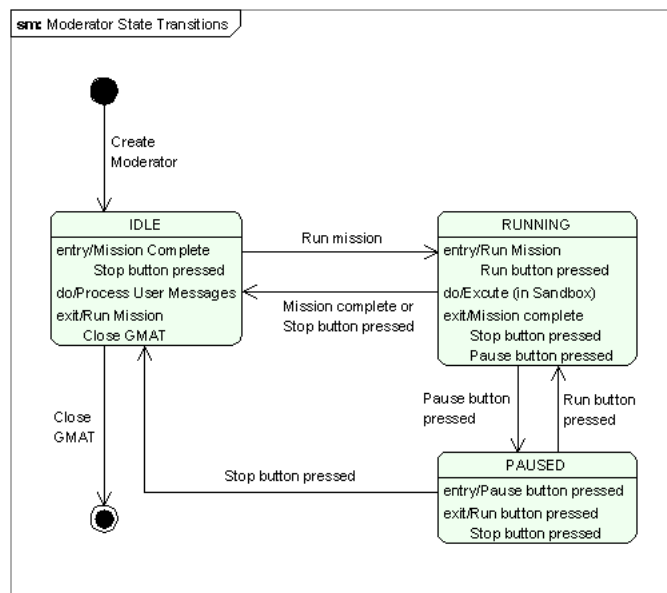 sm: Moderator State Transitions
Create
Moderator
IDLE
entry/Mission Complete
Stop button pressed
do/Process User Messages
exit/Run Mission
Close GMAT
Run mission
Mission complete or
Stop button pressed
RUNNING
entry/Run Mission
Run button pressed
do/Excute (in Sandbox)
exit/Mission complete
Stop button pressed
Pause button pressed
Close
GMAT
Pause button
pressed
Run button
pressed
Stop button pressed
PAUSED
entry/Pause button pressed
exit/Run button pressed
Stop button pressed